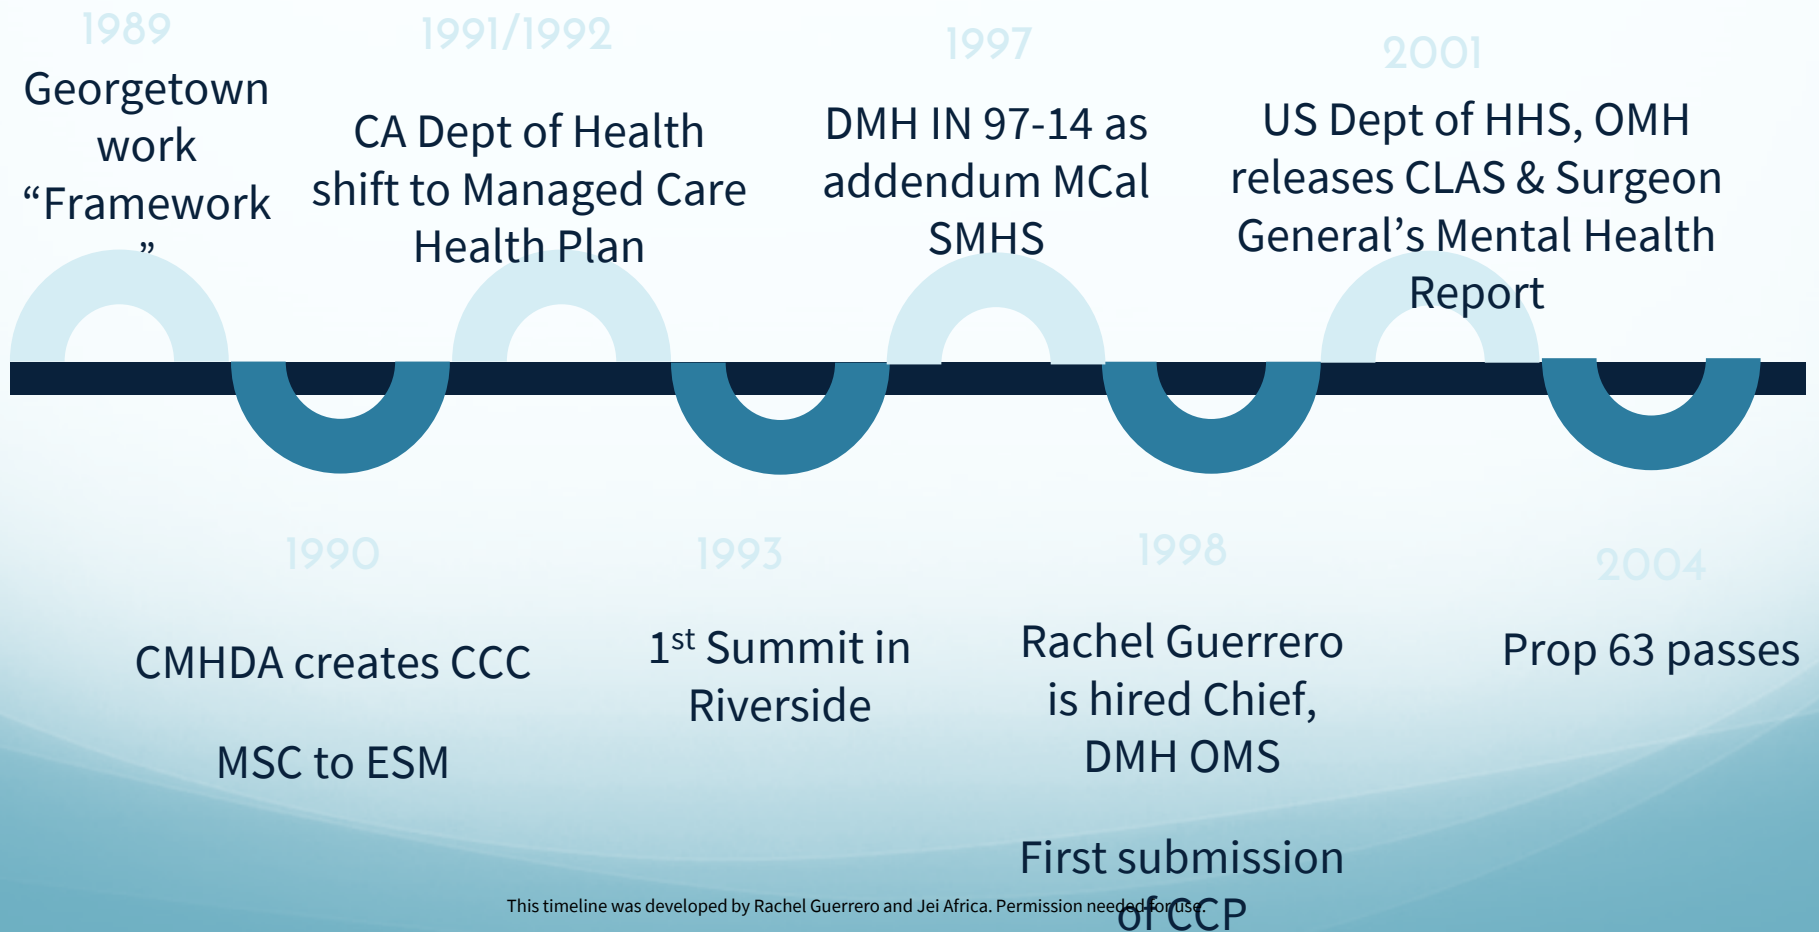 1989
Georgetown
work
“Framework
”
1991/1992
CA Dept of Health
shift to Managed Care
Health Plan
1997
DMH IN 97-14 as
addendum MCal
SMHS
2001
US Dept of HHS, OMH
releases CLAS & Surgeon
General’s Mental Health
Report
1990
CMHDA creates CCC
MSC to ESM
1993
1st Summit in
Riverside
1998
Rachel Guerrero
is hired Chief,
DMH OMS
First submission
of CCP
2004
Prop 63 passes
This timeline was developed by Rachel Guerrero and Jei Africa. Permission needed for use.